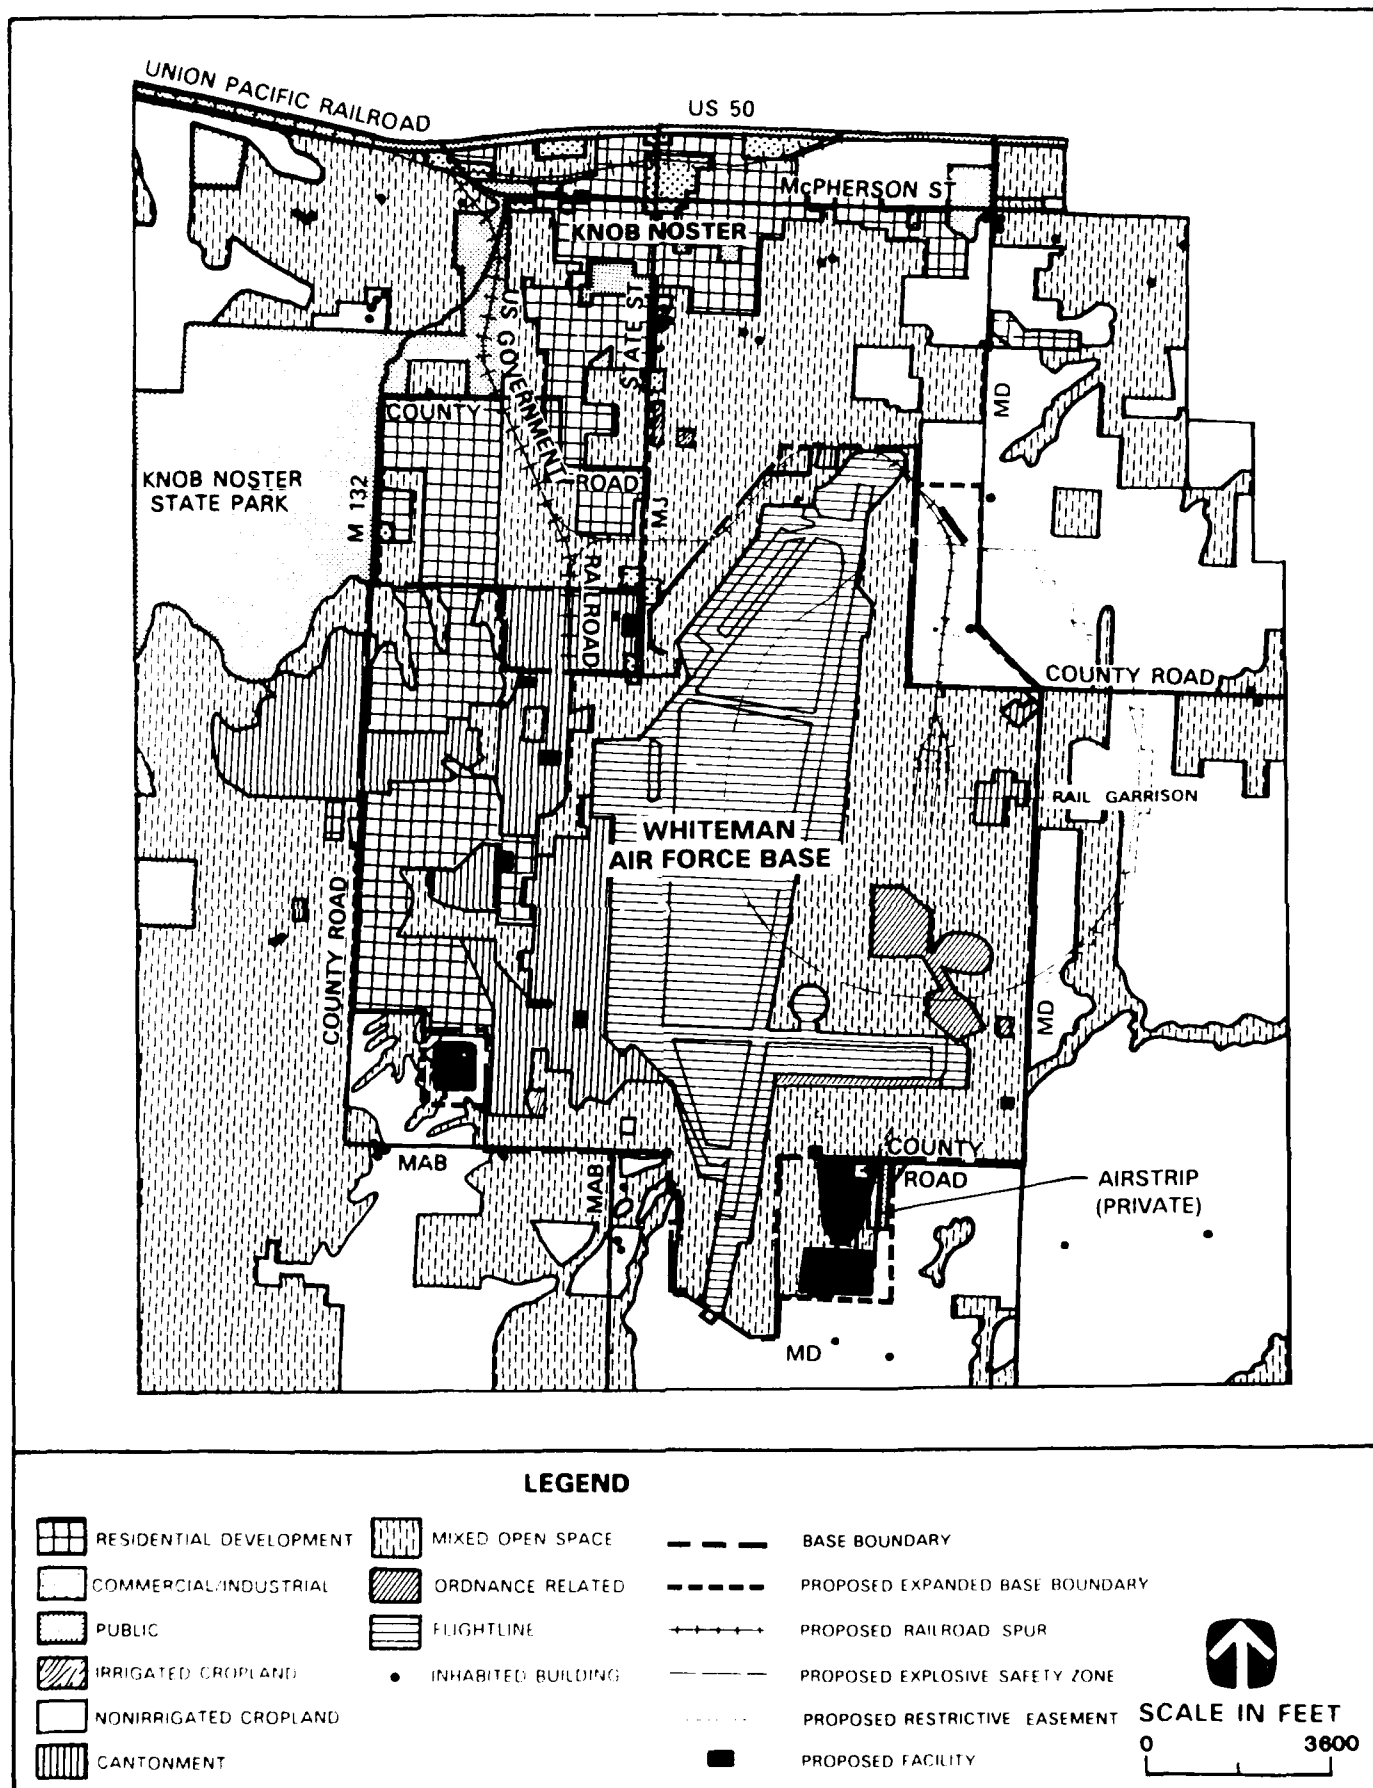 UNION PACIFIC RAILROAD
US 50
McPHERSON ST
KNOB NOSTER
US GOVERNMENT
STATE ST
MD
COUNTY
ROAD
KNOB NOSTER
STATE PARK
M 132
MJ
RAILROAD
COUNTY ROAD
RAIL GARRISON
WHITEMAN
AIR FORCE BASE
COUNTY ROAD
MD
MAB
MAB
COUNTY
ROAD
AIRSTRIP
(PRIVATE)
MD
LEGEND
RESIDENTIAL DEVELOPMENT
COMMERCIAL/INDUSTRIAL
PUBLIC
IRRIGATED CROPLAND
NONIRRIGATED CROPLAND
CANTONMENT
MIXED OPEN SPACE
ORDNANCE RELATED
FLIGHTLINE
INHABITED BUILDING
BASE BOUNDARY
PROPOSED EXPANDED BASE BOUNDARY
PROPOSED RAILROAD SPUR
PROPOSED EXPLOSIVE SAFETY ZONE
PROPOSED RESTRICTIVE EASEMENT
PROPOSED FACILITY
SCALE IN FEET
0 3600